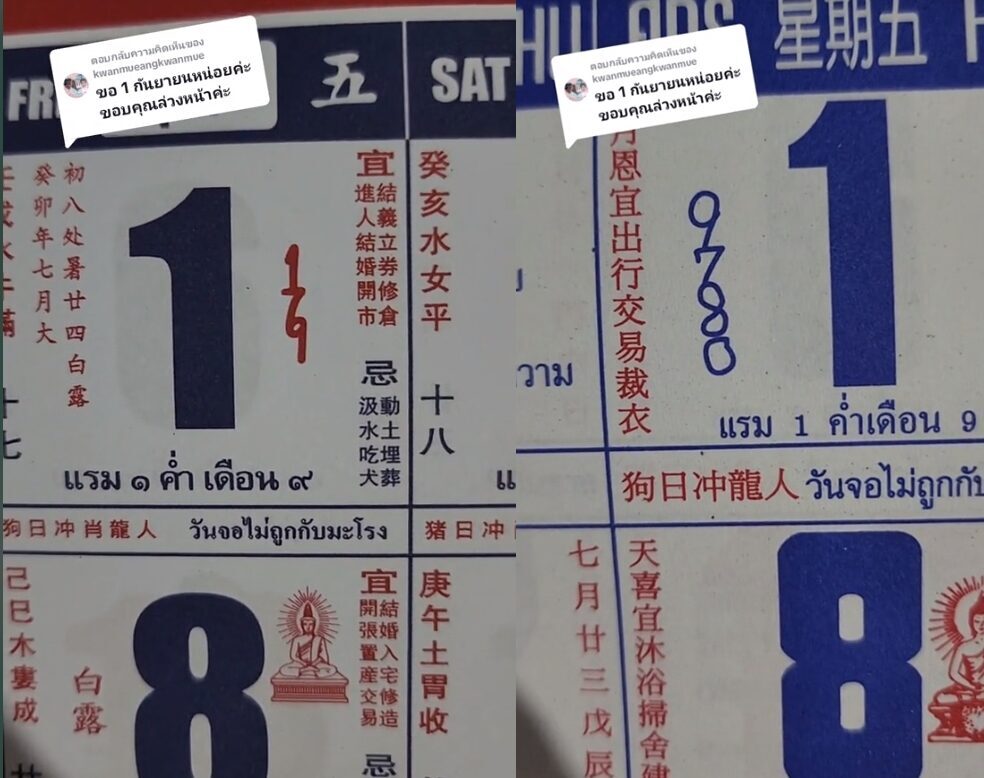 FRI
五
SAT
ตอบกลับความคิดเห็นของ
kwanmueangkwanmue
ขอ 1 กันยายนหน่อยค่ะ
ขอบคุณล่วงหน้าค่ะ
初八处暑廿四白露
癸卯年七月大
1
179
宜
結義立券修倉
進人結婚開市
忌
動土埋葬
汲水吃犬
十七
แรม ๑ ค่ำ เดือน ๙
癸亥水女平
十八
狗日冲肖龍人
วันจอไม่ถูกกับมะโรง
猪日冲
己巳木婁成
白露
8
宜
結婚入宅修造
開張置産交易
忌
庚午土胃收
THU
星期五
ตอบกลับความคิดเห็นของ
kwanmueangkwanmue
ขอ 1 กันยายนหน่อยค่ะ
ขอบคุณล่วงหน้าค่ะ
月恩宜出行交易裁衣
9780
1
วาม
แรม 1 ค่ำเดือน 9
狗日冲龍人
วันจอไม่ถูกกับ
七月廿三戊辰
天喜宜沐浴掃舍建
8